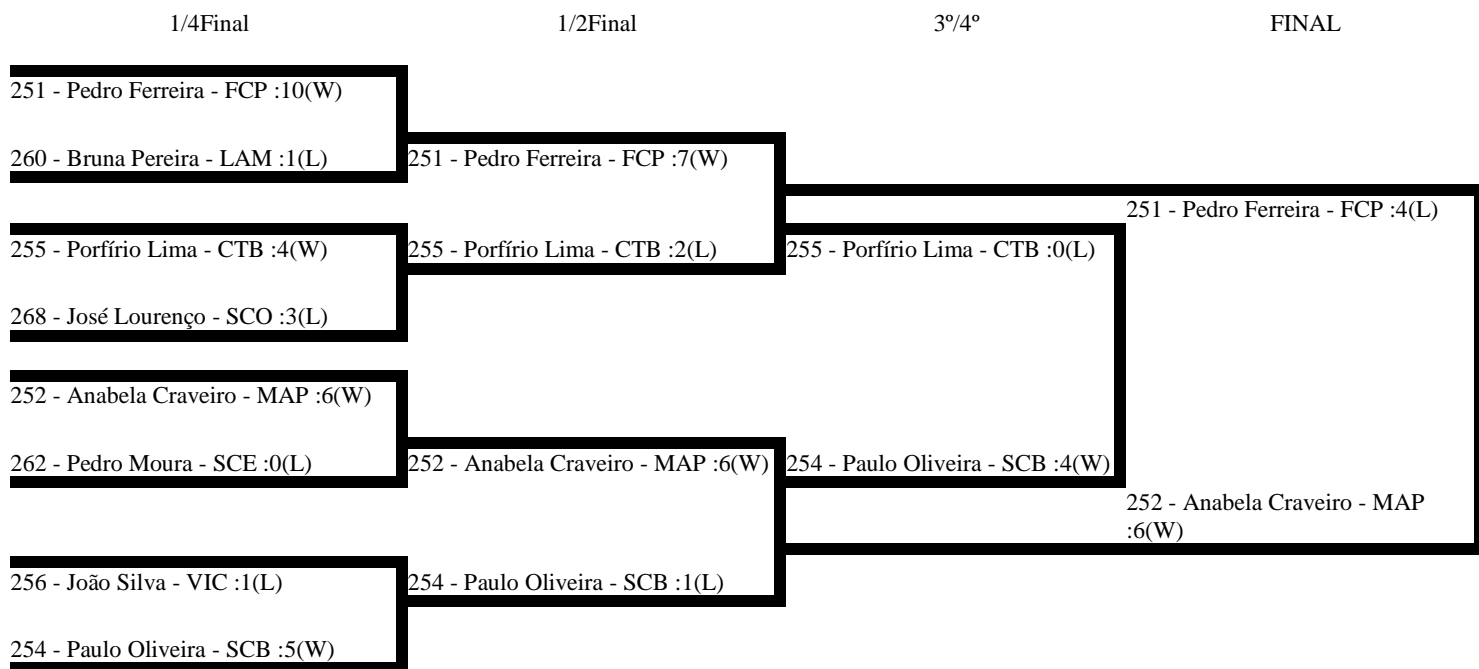 1/4Final
1/2Final
3º/4º
FINAL
251 - Pedro Ferreira - FCP :10(W)
260 - Bruna Pereira - LAM :1(L)
255 - Porfírio Lima - CTB :4(W)
268 - José Lourenço - SCO :3(L)
252 - Anabela Craveiro - MAP :6(W)
262 - Pedro Moura - SCE :0(L)
256 - João Silva - VIC :1(L)
254 - Paulo Oliveira - SCB :5(W)
251 - Pedro Ferreira - FCP :7(W)
255 - Porfírio Lima - CTB :2(L)
252 - Anabela Craveiro - MAP :6(W)
254 - Paulo Oliveira - SCB :1(L)
255 - Porfírio Lima - CTB :0(L)
254 - Paulo Oliveira - SCB :4(W)
251 - Pedro Ferreira - FCP :4(L)
252 - Anabela Craveiro - MAP
:6(W)